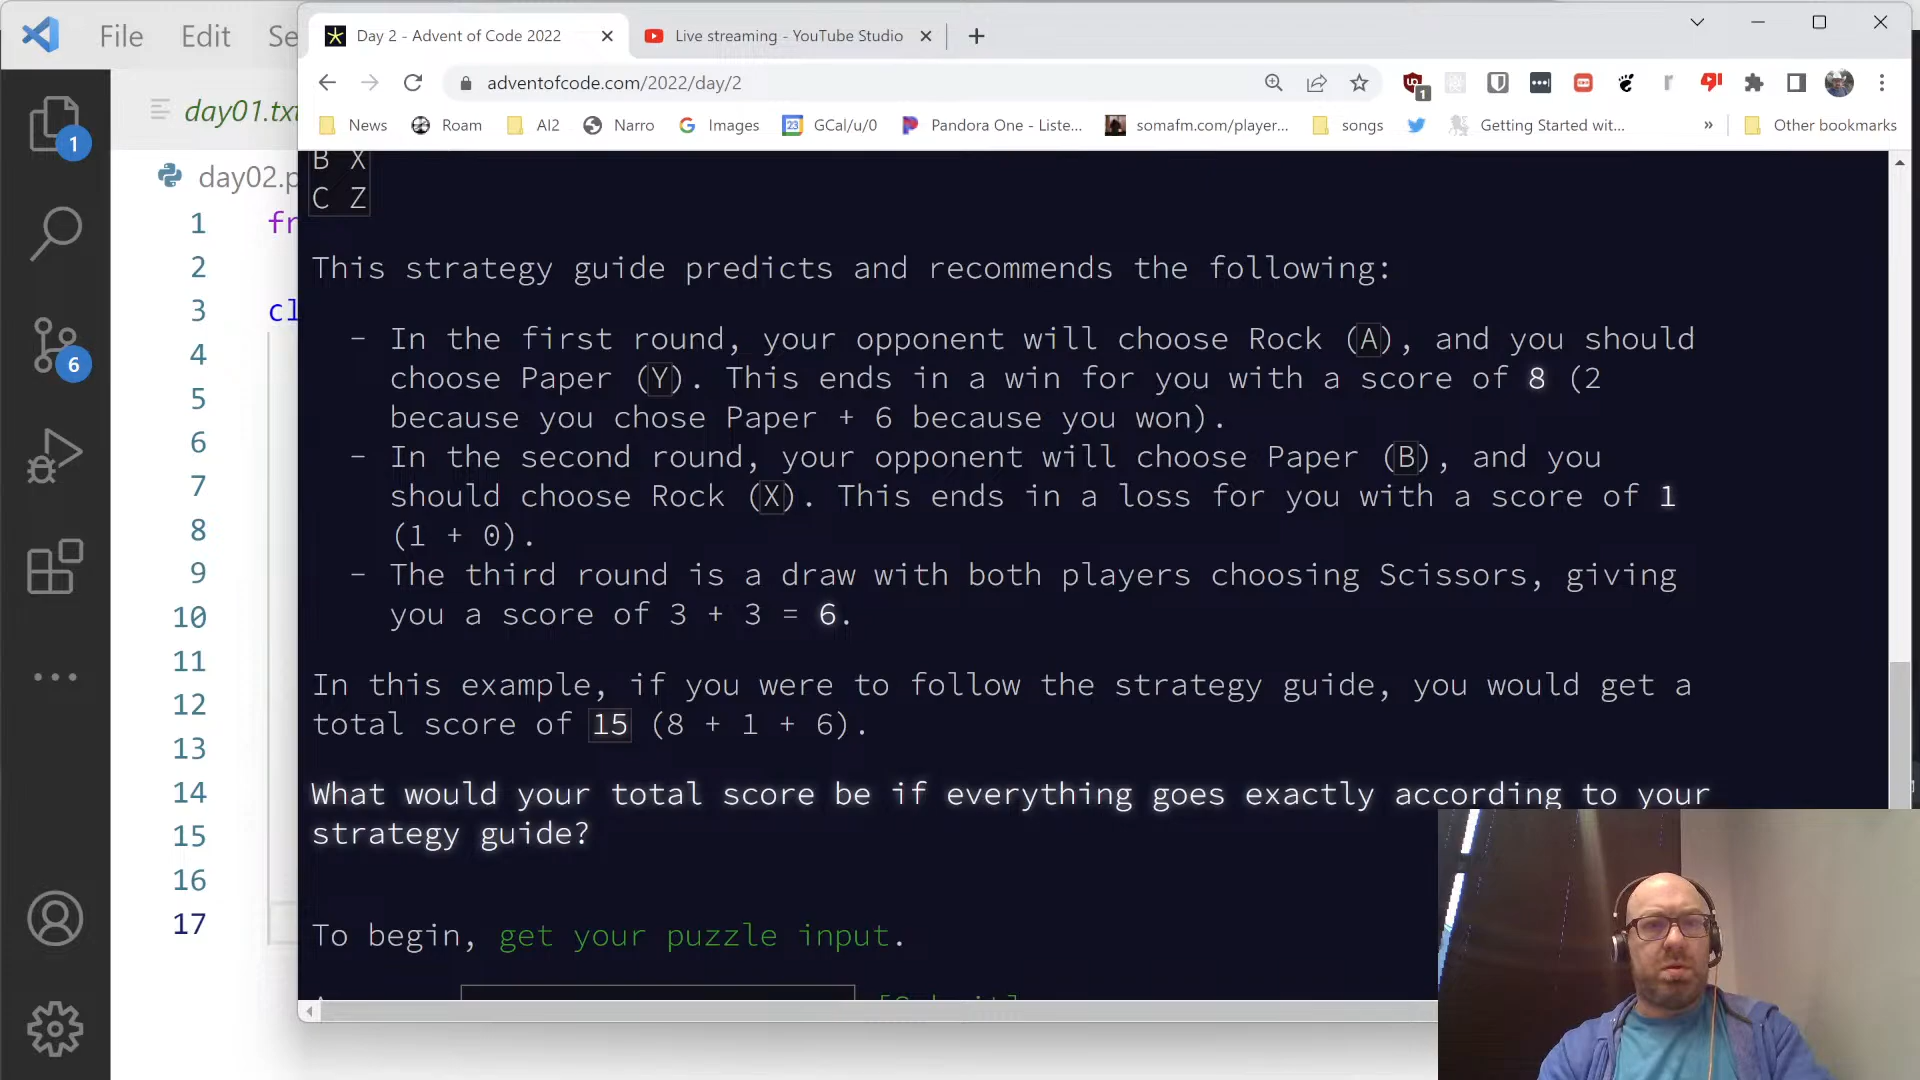 File Edit Se
Day 2 - Advent of Code 2022
Live streaming - YouTube Studio
adventofcode.com/2022/day/2
1
News Roam AI2 Narro Images 23 GCal/u/0 Pandora One - Liste... somafm.com/player... songs Getting Started wit... » Other bookmarks
day01.txt
day02.p
1
6
1 fr
2
3 cl
4
5
6
7
8
9
10
11
12
13
14
15
16
17
B X
C Z
This strategy guide predicts and recommends the following:
- In the first round, your opponent will choose Rock (A), and you should
choose Paper (Y). This ends in a win for you with a score of 8 (2
because you chose Paper + 6 because you won).
- In the second round, your opponent will choose Paper (B), and you
should choose Rock (X). This ends in a loss for you with a score of 1
(1 + 0).
- The third round is a draw with both players choosing Scissors, giving
you a score of 3 + 3 = 6.
In this example, if you were to follow the strategy guide, you would get a
total score of 15 (8 + 1 + 6).
What would your total score be if everything goes exactly according to your
strategy guide?
To begin, get your puzzle input.